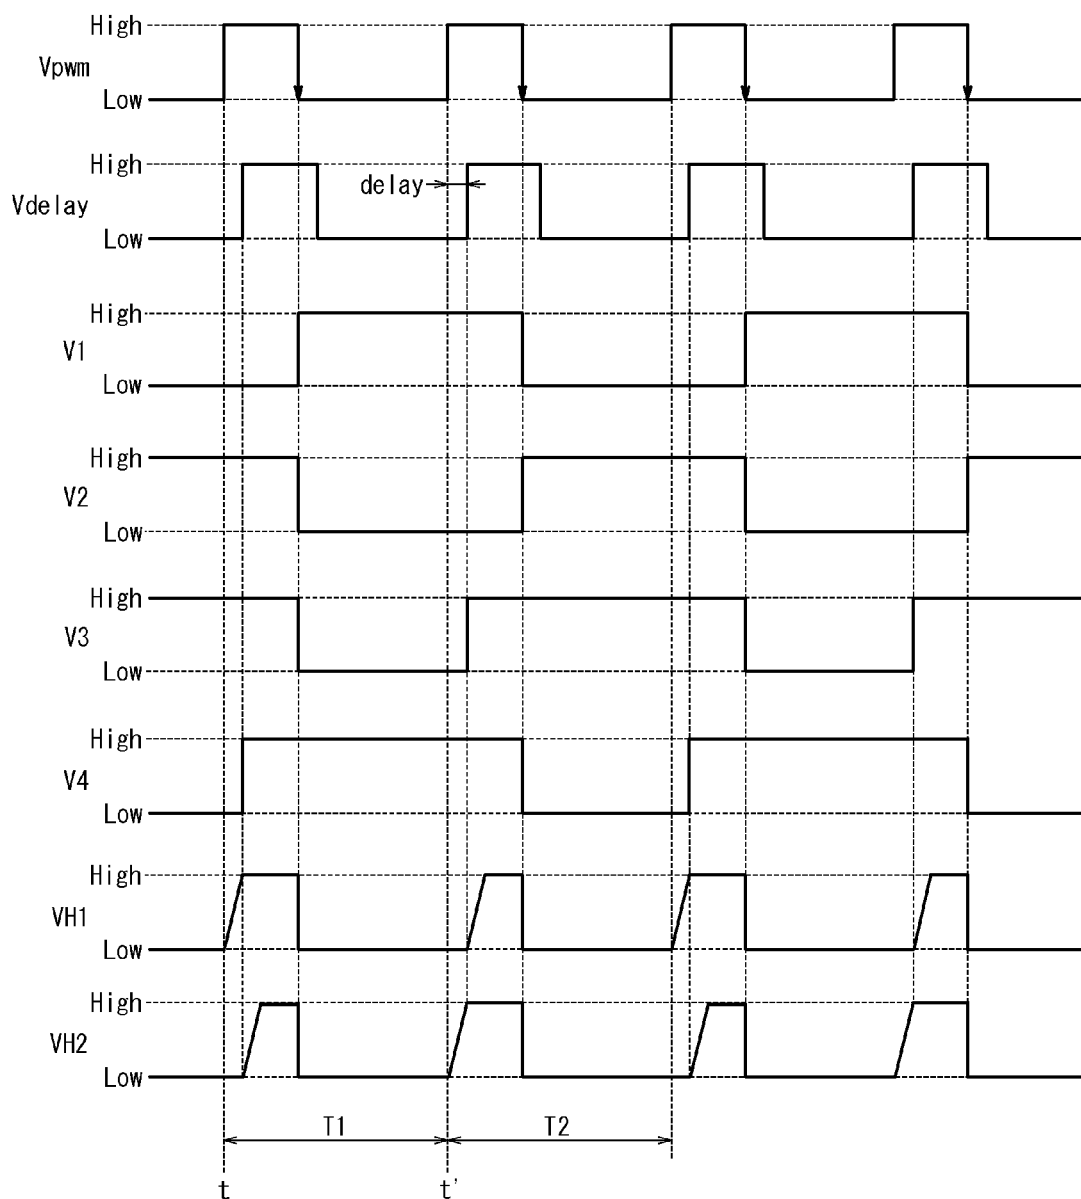 High
Vpwm
Low
High
delay
Vdelay
Low
High
V1
Low
High
V2
Low
High
V3
Low
High
V4
Low
High
VH1
Low
High
VH2
Low
T1 T2
t t'